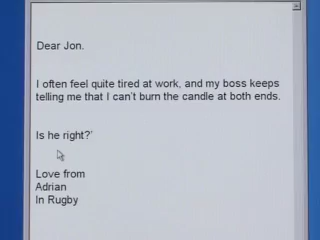 Dear Jon.
I often feel quite tired at work, and my boss keeps
telling me that I can't burn the candle at both ends.
Is he right?'
Love from
Adrian
In Rugby